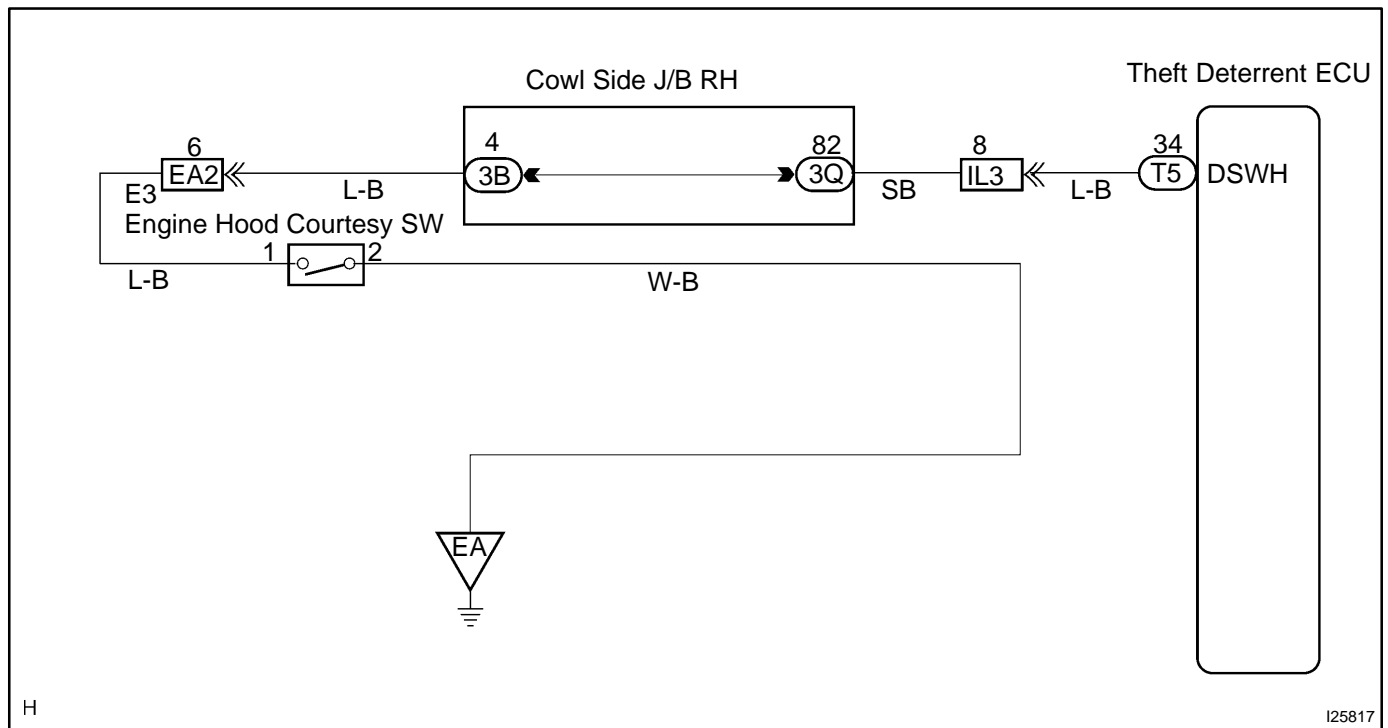 Cowl Side J/B RH
Theft Deterrent ECU
6
EA2
L-B
4
3B
82
3Q
SB
8
IL3
L-B
34
T5
DSWH
E3
Engine Hood Courtesy SW
1
2
L-B
W-B
EA
H
I25817